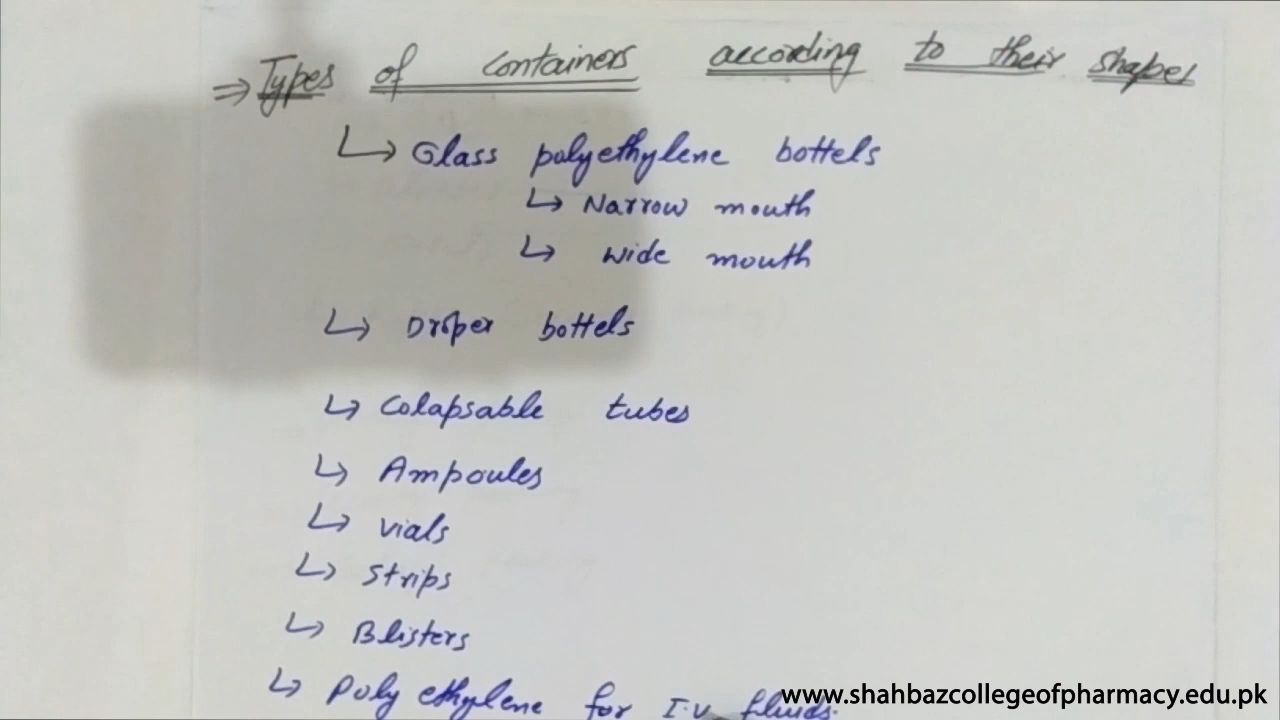 ⇒ Types of containers according to their shapes
↳ Glass polyethylene bottels
↳ Narrow mouth
↳ wide mouth
↳ Droper bottels
↳ Colapsable tubes
↳ Ampoules
↳ vials
↳ Strips
↳ Blisters
↳ Poly ethylene for I.V fluids.
www.shahbazcollegeofpharmacy.edu.pk